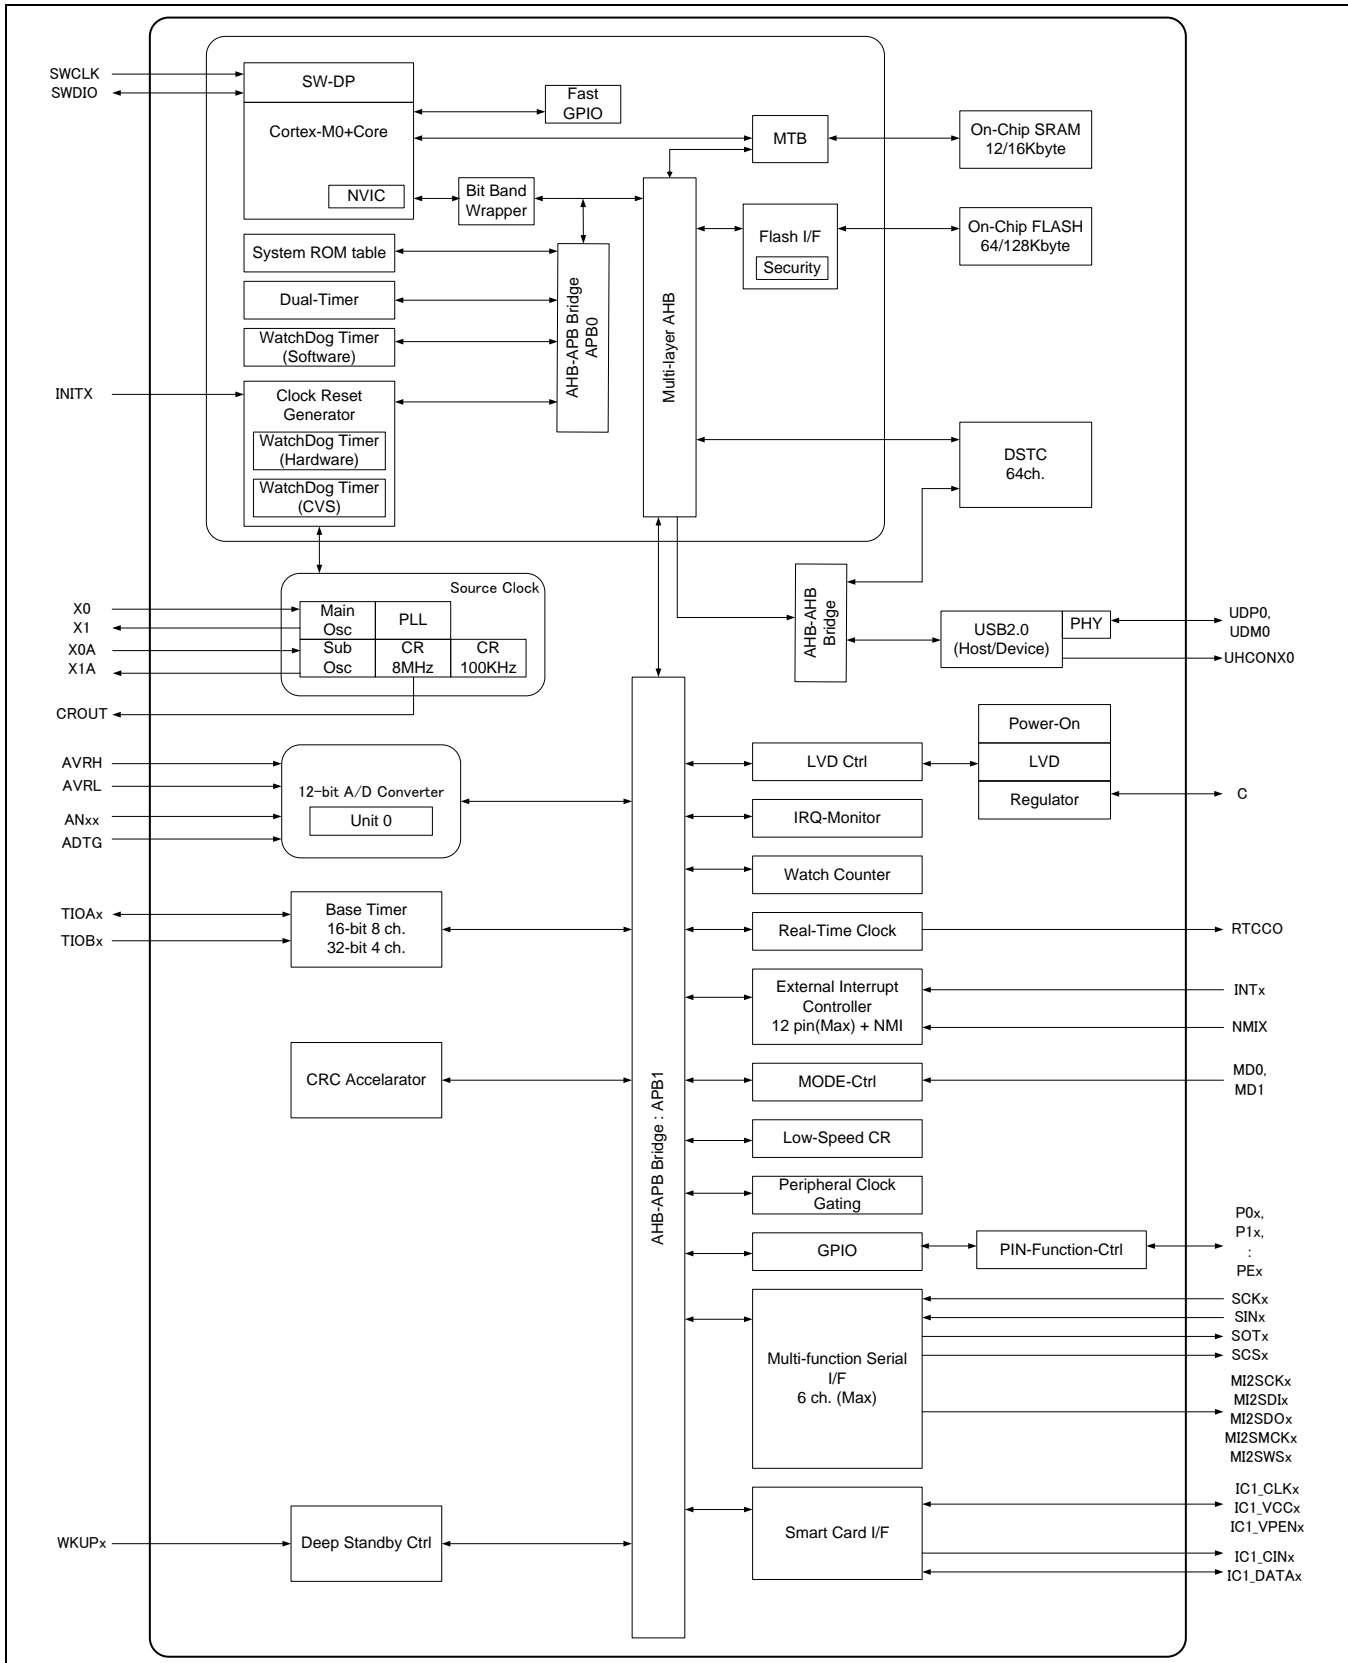 SWCLK
SWDIO
SW-DP
Cortex-M0+Core
NVIC
Fast
GPIO
MTB
On-Chip SRAM
12/16Kbyte
Bit Band
Wrapper
Flash I/F
Security
On-Chip FLASH
64/128Kbyte
System ROM table
Dual-Timer
WatchDog Timer
(Software)
AHB-APB Bridge
APB0
Multi-layer AHB
INITX
Clock Reset
Generator
WatchDog Timer
(Hardware)
WatchDog Timer
(CVS)
DSTC
64ch.
Source Clock
X0
X1
X0A
X1A
Main
Osc
PLL
Sub
Osc
CR
8MHz
CR
100KHz
CROUT
AHB-AHB
Bridge
USB2.0
(Host/Device)
PHY
UDP0,
UDM0
UHCONX0
AVRH
AVRL
ANxx
ADTG
12-bit A/D Converter
Unit 0
LVD Ctrl
Power-On
LVD
Regulator
C
IRQ-Monitor
Watch Counter
TIOAx
TIOBx
Base Timer
16-bit 8 ch.
32-bit 4 ch.
Real-Time Clock
RTCCO
External Interrupt
Controller
12 pin(Max) + NMI
INTx
NMIX
CRC Accelarator
AHB-APB Bridge : APB1
MODE-Ctrl
MD0,
MD1
Low-Speed CR
Peripheral Clock
Gating
GPIO
PIN-Function-Ctrl
P0x,
P1x,
:
PEx
Multi-function Serial
I/F
6 ch. (Max)
SCKx
SINx
SOTx
SCSx
MI2SCKx
MI2SDIx
MI2SDOx
MI2SMCKx
MI2SWSx
WKUPx
Deep Standby Ctrl
Smart Card I/F
IC1_CLKx
IC1_VCCx
IC1_VPENx
IC1_CINx
IC1_DATAx